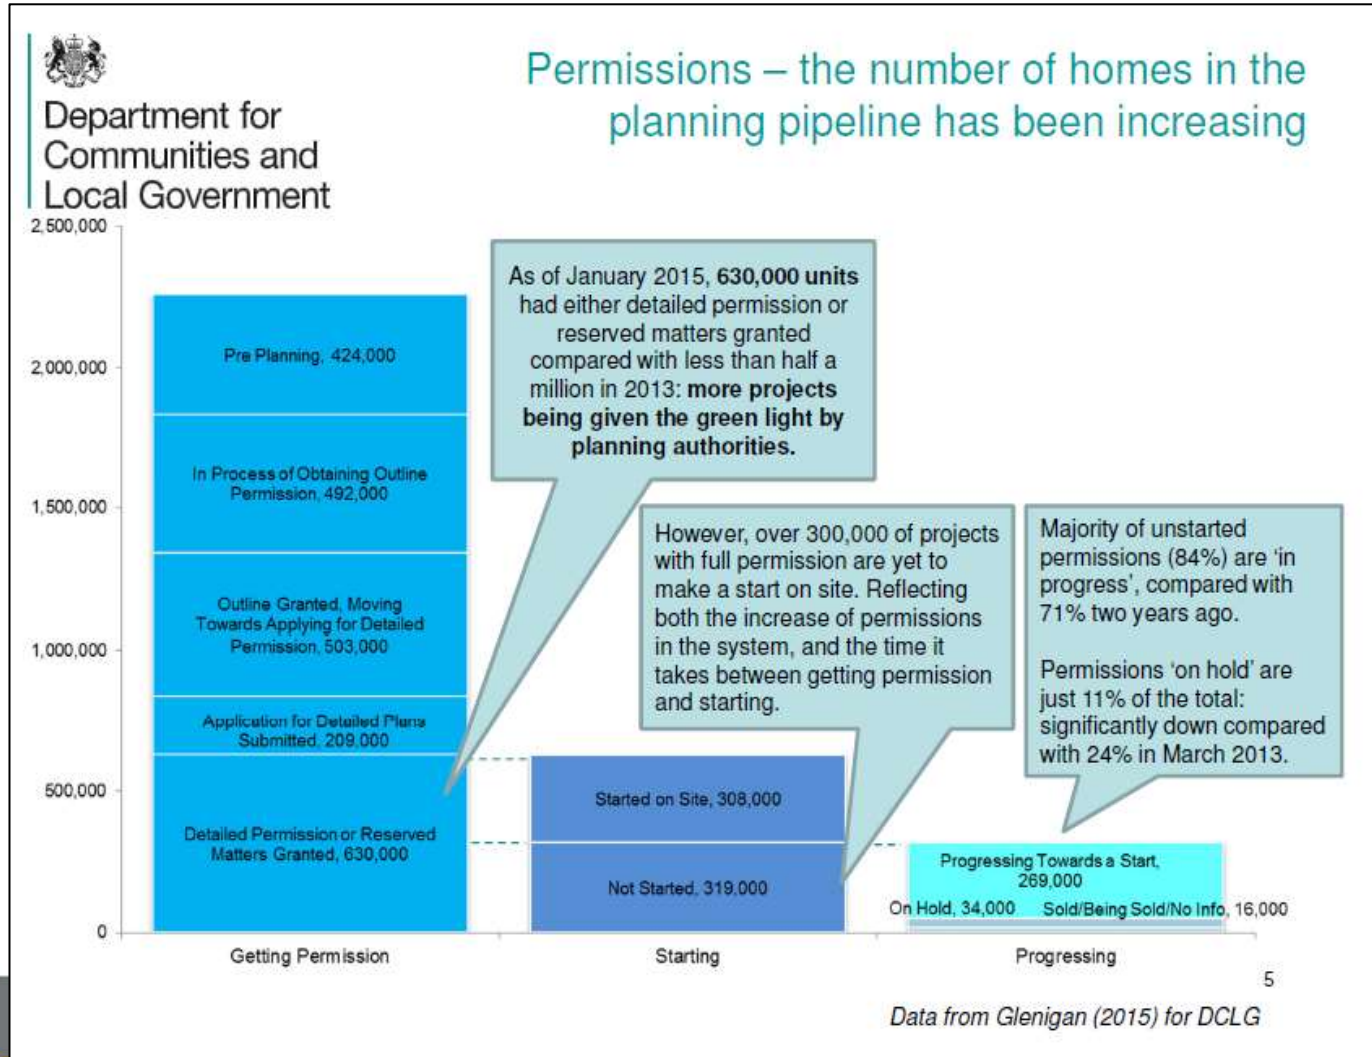 Department for
Communities and
Local Government
Permissions – the number of homes in the
planning pipeline has been increasing
2,500,000
2,000,000
1,500,000
1,000,000
500,000
0
Pre Planning, 424,000
In Process of Obtaining Outline
Permission, 492,000
Outline Granted, Moving
Towards Applying for Detailed
Permission, 503,000
Application for Detailed Plans
Submitted, 209,000
Detailed Permission or Reserved
Matters Granted, 630,000
As of January 2015, 630,000 units
had either detailed permission or
reserved matters granted
compared with less than half a
million in 2013: more projects
being given the green light by
planning authorities.
However, over 300,000 of projects
with full permission are yet to
make a start on site. Reflecting
both the increase of permissions
in the system, and the time it
takes between getting permission
and starting.
Majority of unstarted
permissions (84%) are ‘in
progress’, compared with
71% two years ago.
Permissions ‘on hold’ are
just 11% of the total:
significantly down compared
with 24% in March 2013.
Started on Site, 308,000
Not Started, 319,000
Progressing Towards a Start,
269,000
On Hold, 34,000 Sold/Being Sold/No Info, 16,000
Getting Permission
Starting
Progressing
5
Data from Glenigan (2015) for DCLG